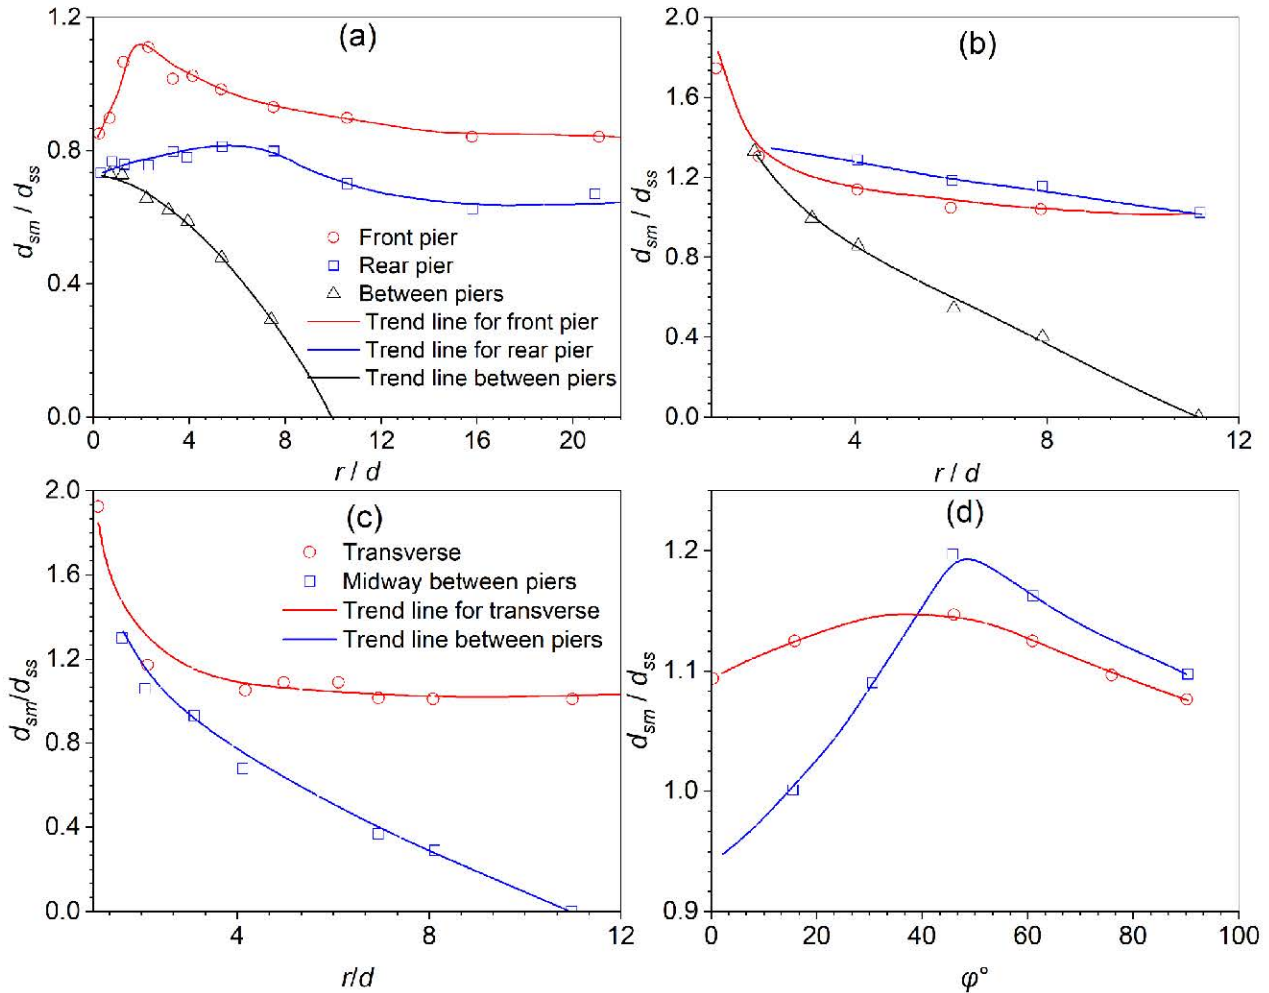 (a)
1.2
0.8
0.4
0.0
d_sm / d_ss
Front pier
Rear pier
Between piers
Trend line for front pier
Trend line for rear pier
Trend line between piers
0 4 8 12 16 20
r / d
(b)
2.0
1.6
1.2
0.8
0.4
0.0
d_sm / d_ss
4 8 12
r / d
(c)
2.0
1.6
1.2
0.8
0.4
0.0
d_sm/d_ss
Transverse
Midway between piers
Trend line for transverse
Trend line between piers
4 8 12
r/d
(d)
1.2
1.1
1.0
0.9
d_sm / d_ss
0 20 40 60 80 100
φ°